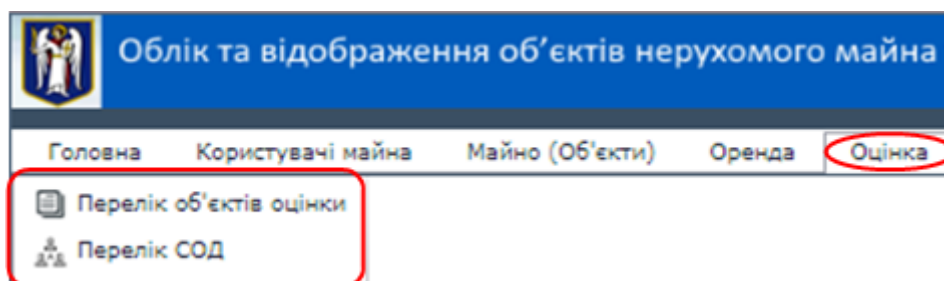 Облік та відображення об’єктів нерухомого майна
Головна Користувачі майна Майно (Об'єкти) Оренда Оцінка
Перелік об'єктів оцінки
Перелік СОД